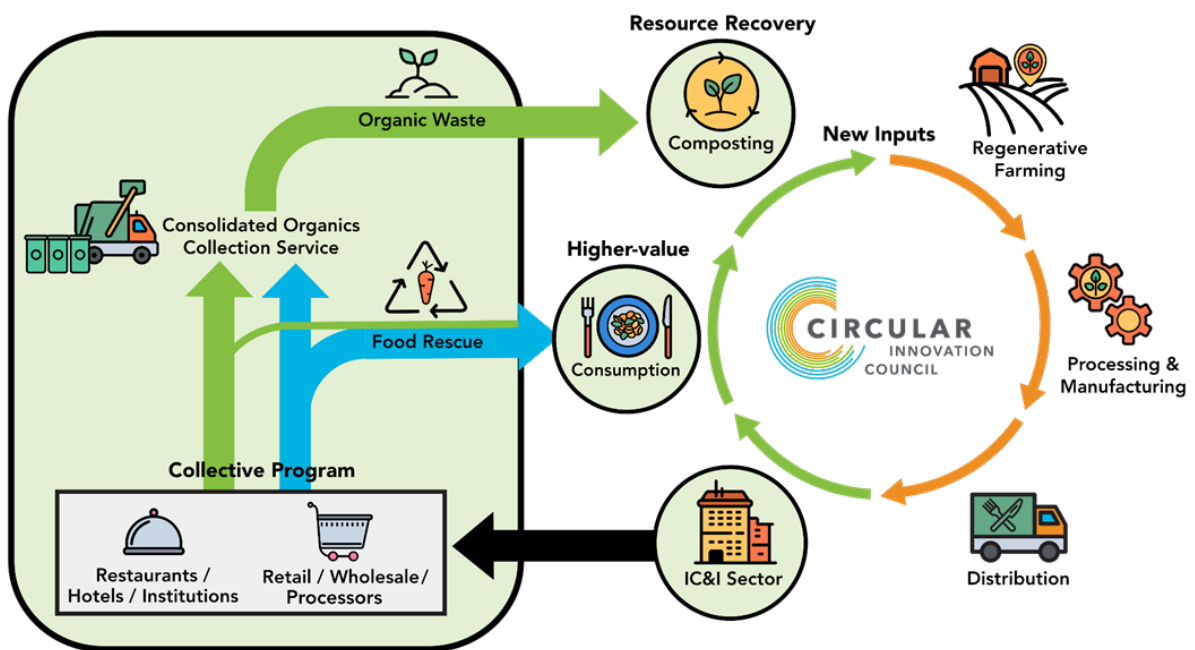 Resource Recovery
Organic Waste
Composting
New Inputs
Regenerative
Farming
Consolidated Organics
Collection Service
Higher-value
Food Rescue
Consumption
CIRCULAR
INNOVATION
COUNCIL
Processing &
Manufacturing
Collective Program
Restaurants /
Hotels / Institutions
Retail / Wholesale/
Processors
IC&I Sector
Distribution